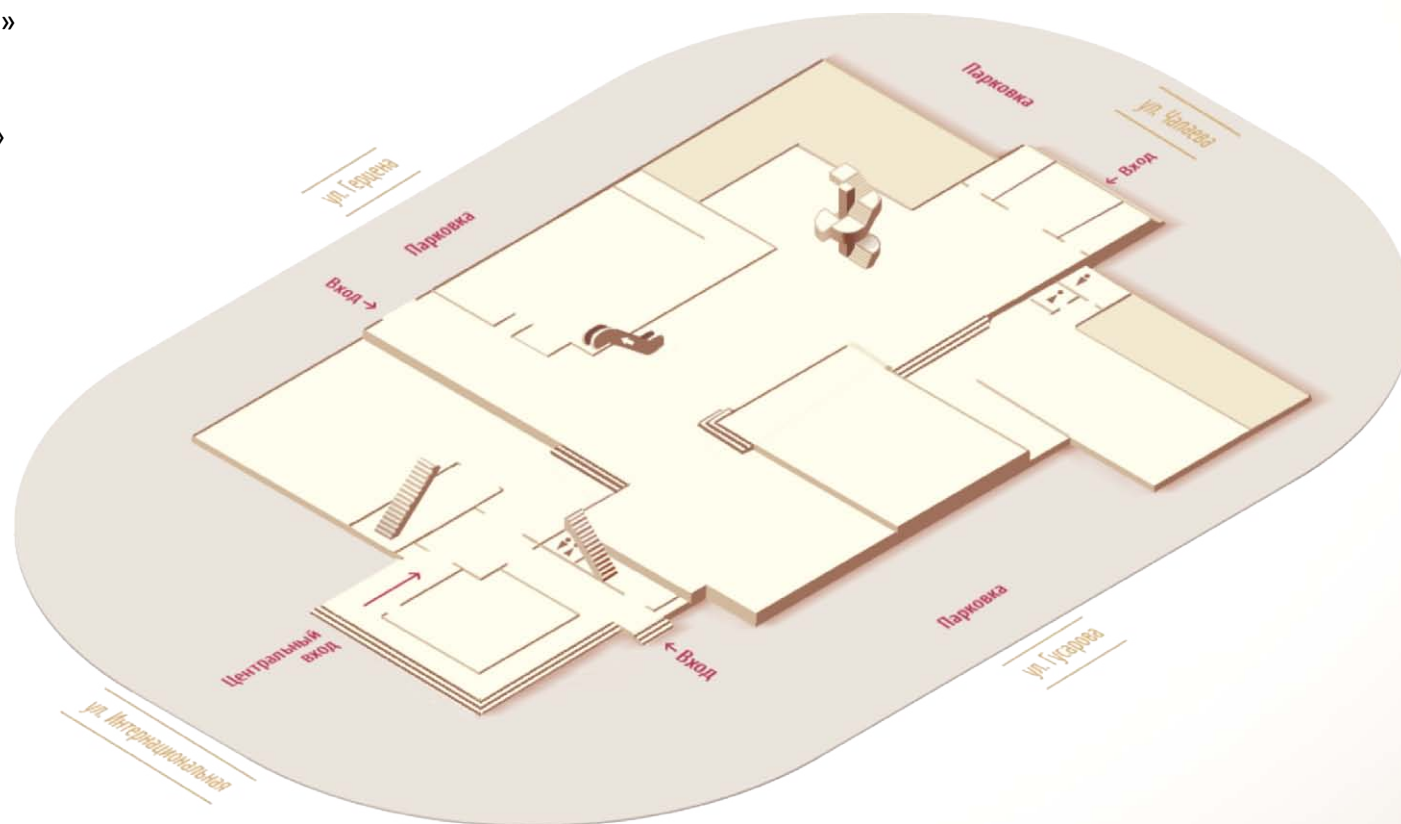 »
»
Парковка
ул. Чапаева
← Вход
ул. Герцена
Парковка
Вход →
Центральный
вход
← Вход
Парковка
ул. Гусарова
ул. Интернациональная